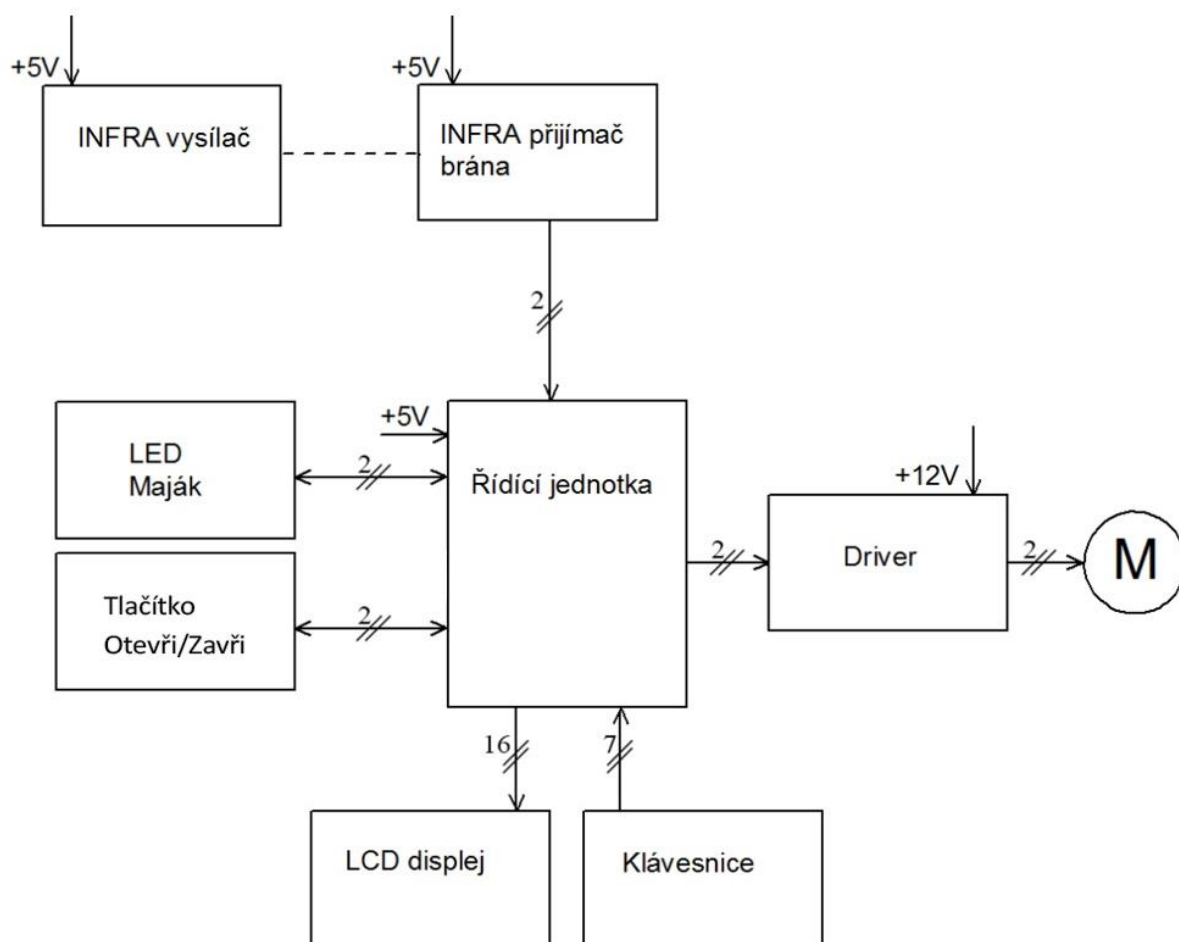 +5V
+5V
INFRA vysílač
INFRA přijímač
brána
2
+5V
LED
Maják
2
Řídící jednotka
+12V
2
Driver
2
M
Tlačítko
Otevři/Zavři
2
16
7
LCD displej
Klávesnice